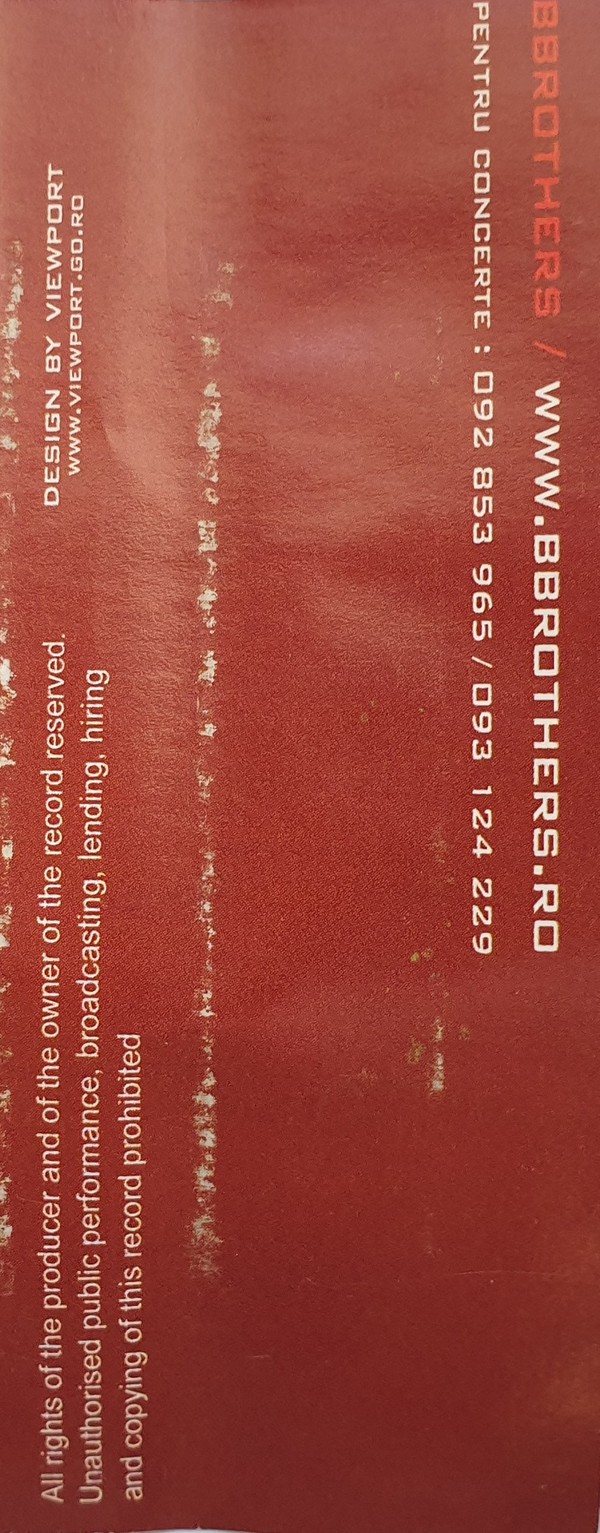 BBROTHERS / WWW.BBROTHERS.RO
PENTRU CONCERTE : 092 853 965 / 093 124 229
DESIGN BY VIEWPORT
WWW.VIEWPORT.GO.RO
All rights of the producer and of the owner of the record reserved.
Unauthorised public performance, broadcasting, lending, hiring
and copying of this record prohibited